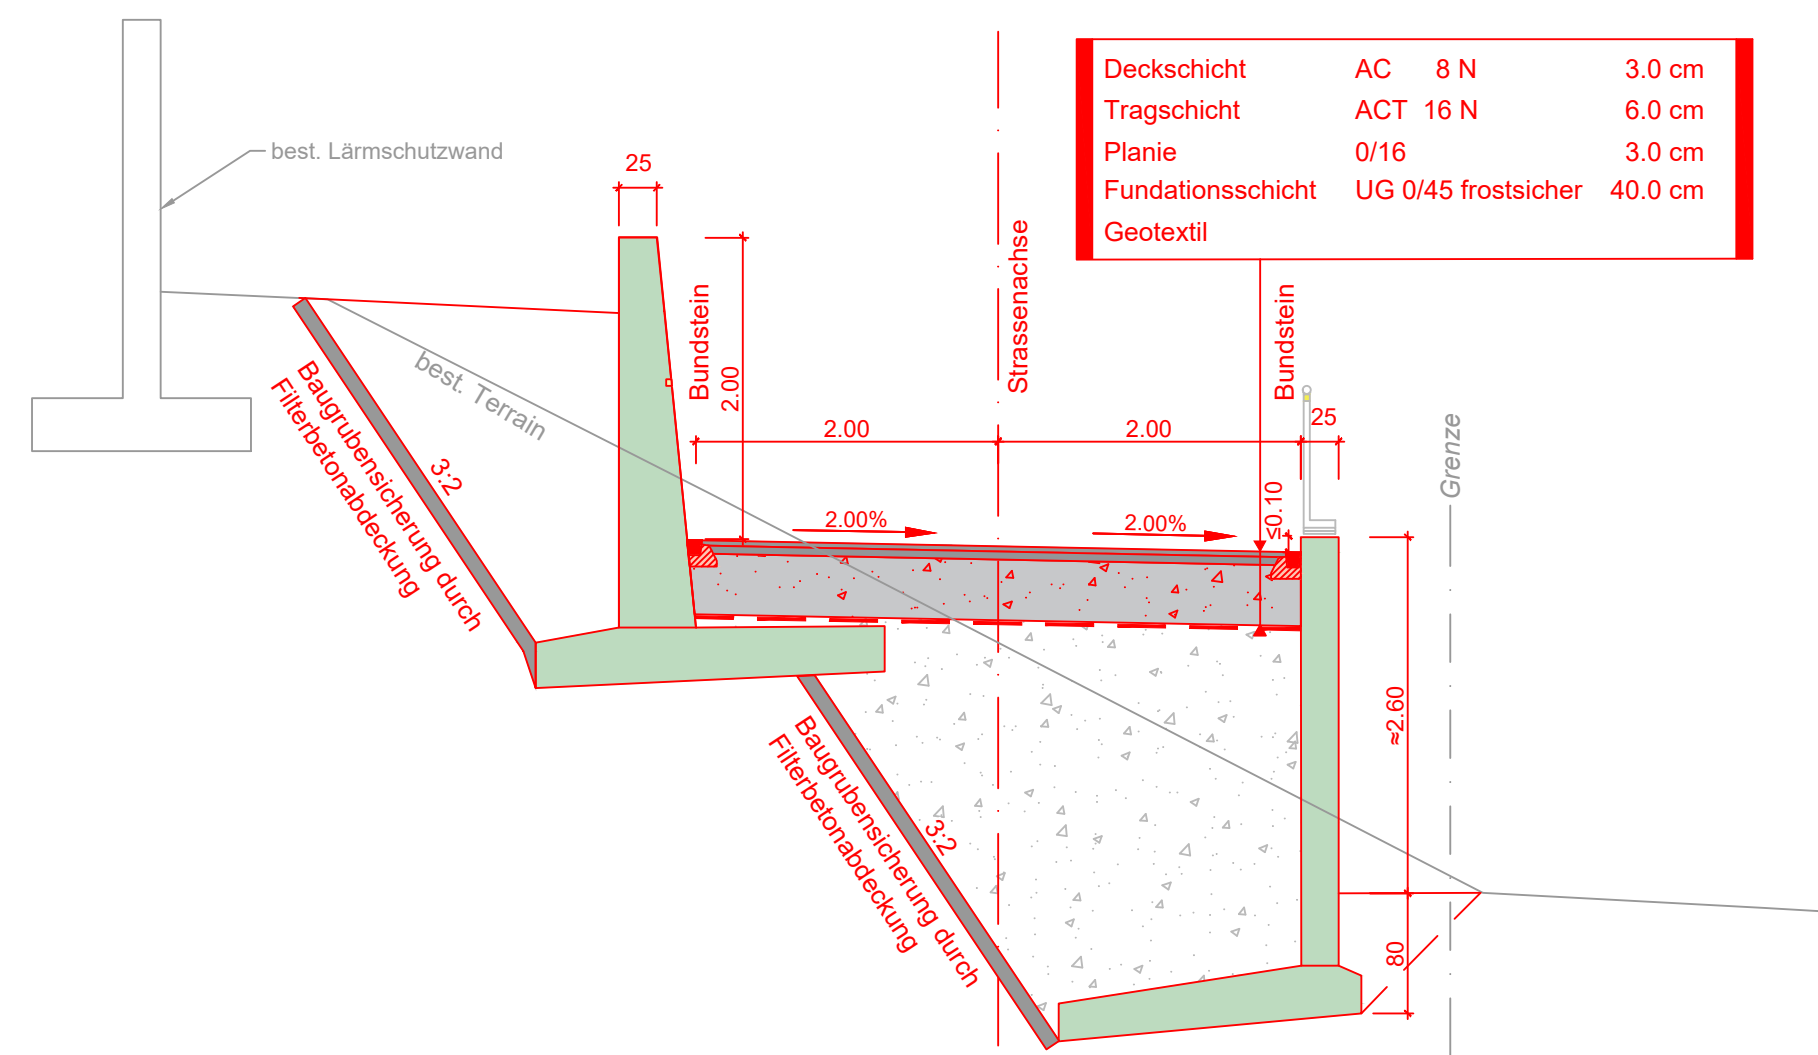 Deckschicht AC 8 N 3.0 cm
Tragschicht ACT 16 N 6.0 cm
Planie 0/16 3.0 cm
Fundationsschicht UG 0/45 frostsicher 40.0 cm
Geotextil
best. Lärmschutzwand
25
Bundstein
2.00
Strassenachse
Bundstein
best. Terrain
2.00
2.00
25
Grenze
3:2
Baugrubensicherung durch
Filterbetonabdeckung
2.00%
2.00%
≤0.10
≈2.60
3:2
Baugrubensicherung durch
Filterbetonabdeckung
80